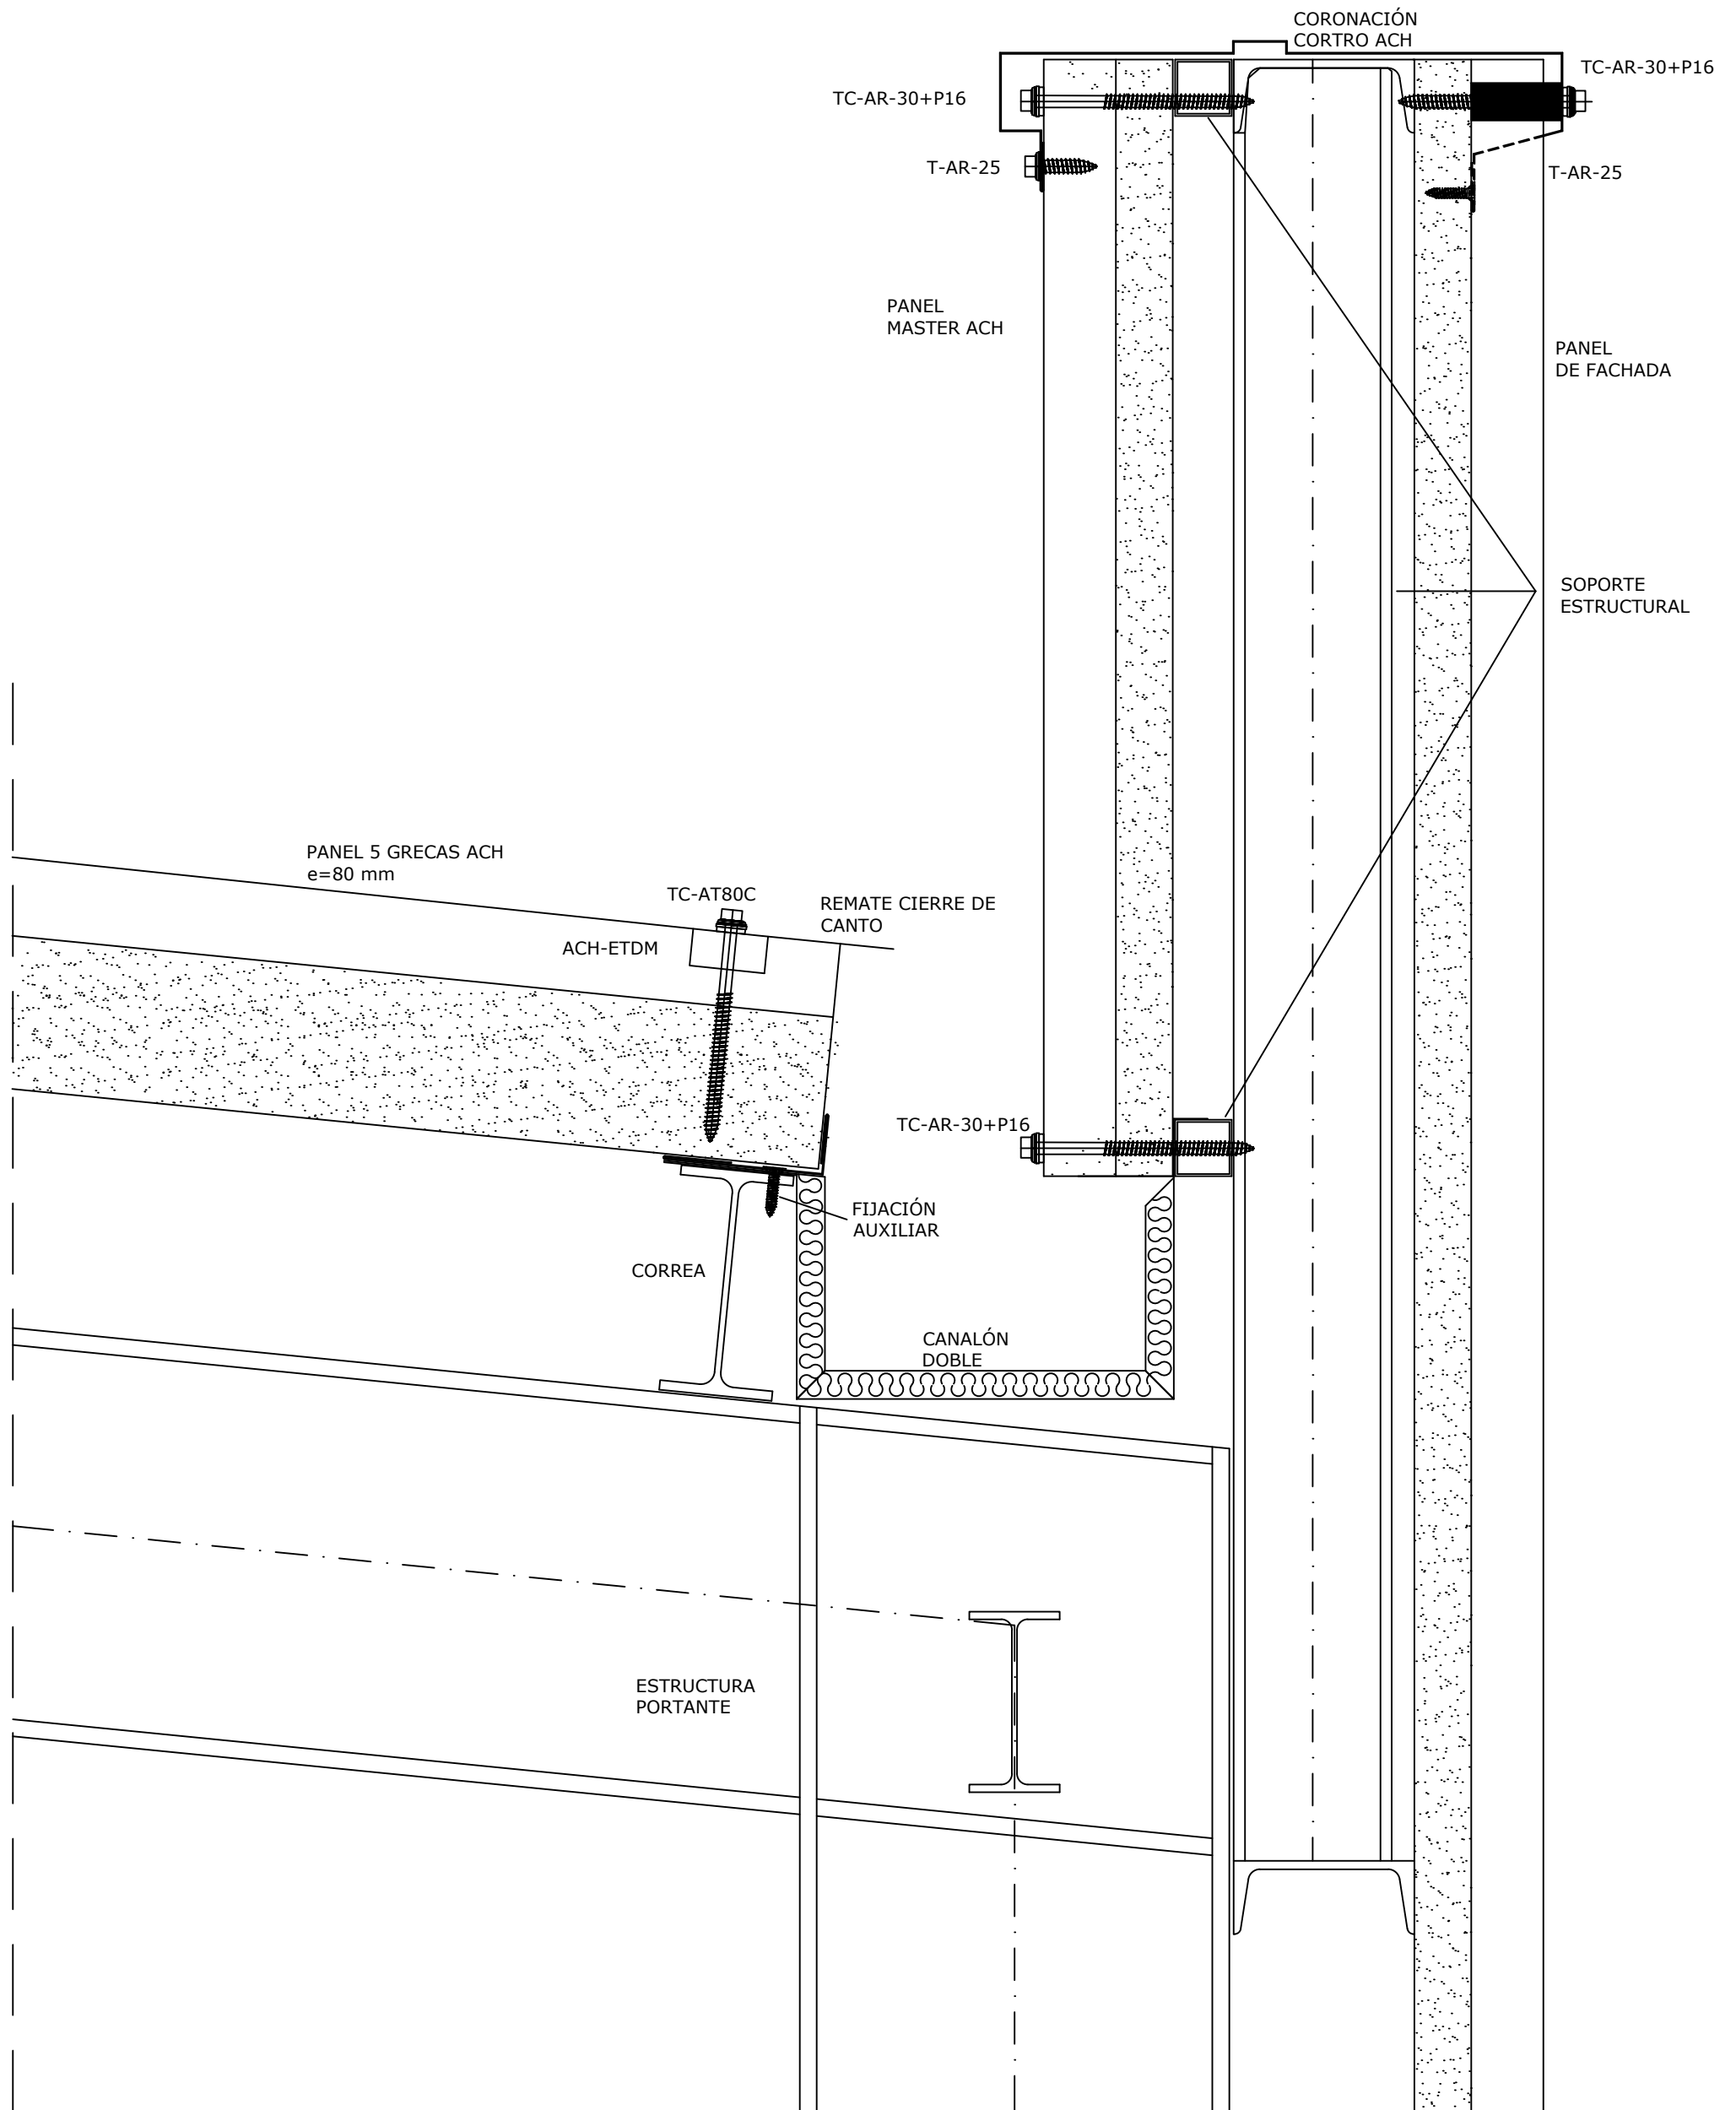 CORONACIÓN
CORTRO ACH
TC-AR-30+P16
TC-AR-30+P16
T-AR-25
T-AR-25
PANEL
MASTER ACH
PANEL
DE FACHADA
SOPORTE
ESTRUCTURAL
PANEL 5 GRECAS ACH
e=80 mm
TC-AT80C
REMATE CIERRE DE
CANTO
ACH-ETDM
TC-AR-30+P16
FIJACIÓN
AUXILIAR
CORREA
CANALÓN
DOBLE
ESTRUCTURA
PORTANTE